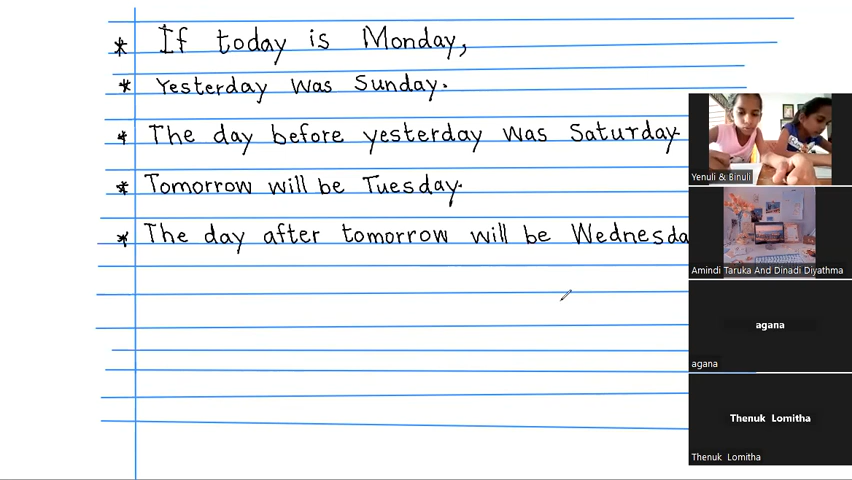 * If today is Monday,
* Yesterday was Sunday.
* The day before yesterday was Saturday.
* Tomorrow will be Tuesday.
* The day after tomorrow will be Wednesda
Yenuli & Binuli
Amindi Taruka And Dinadi Diyathma
agana
agana
Thenuk Lomitha
Thenuk Lomitha